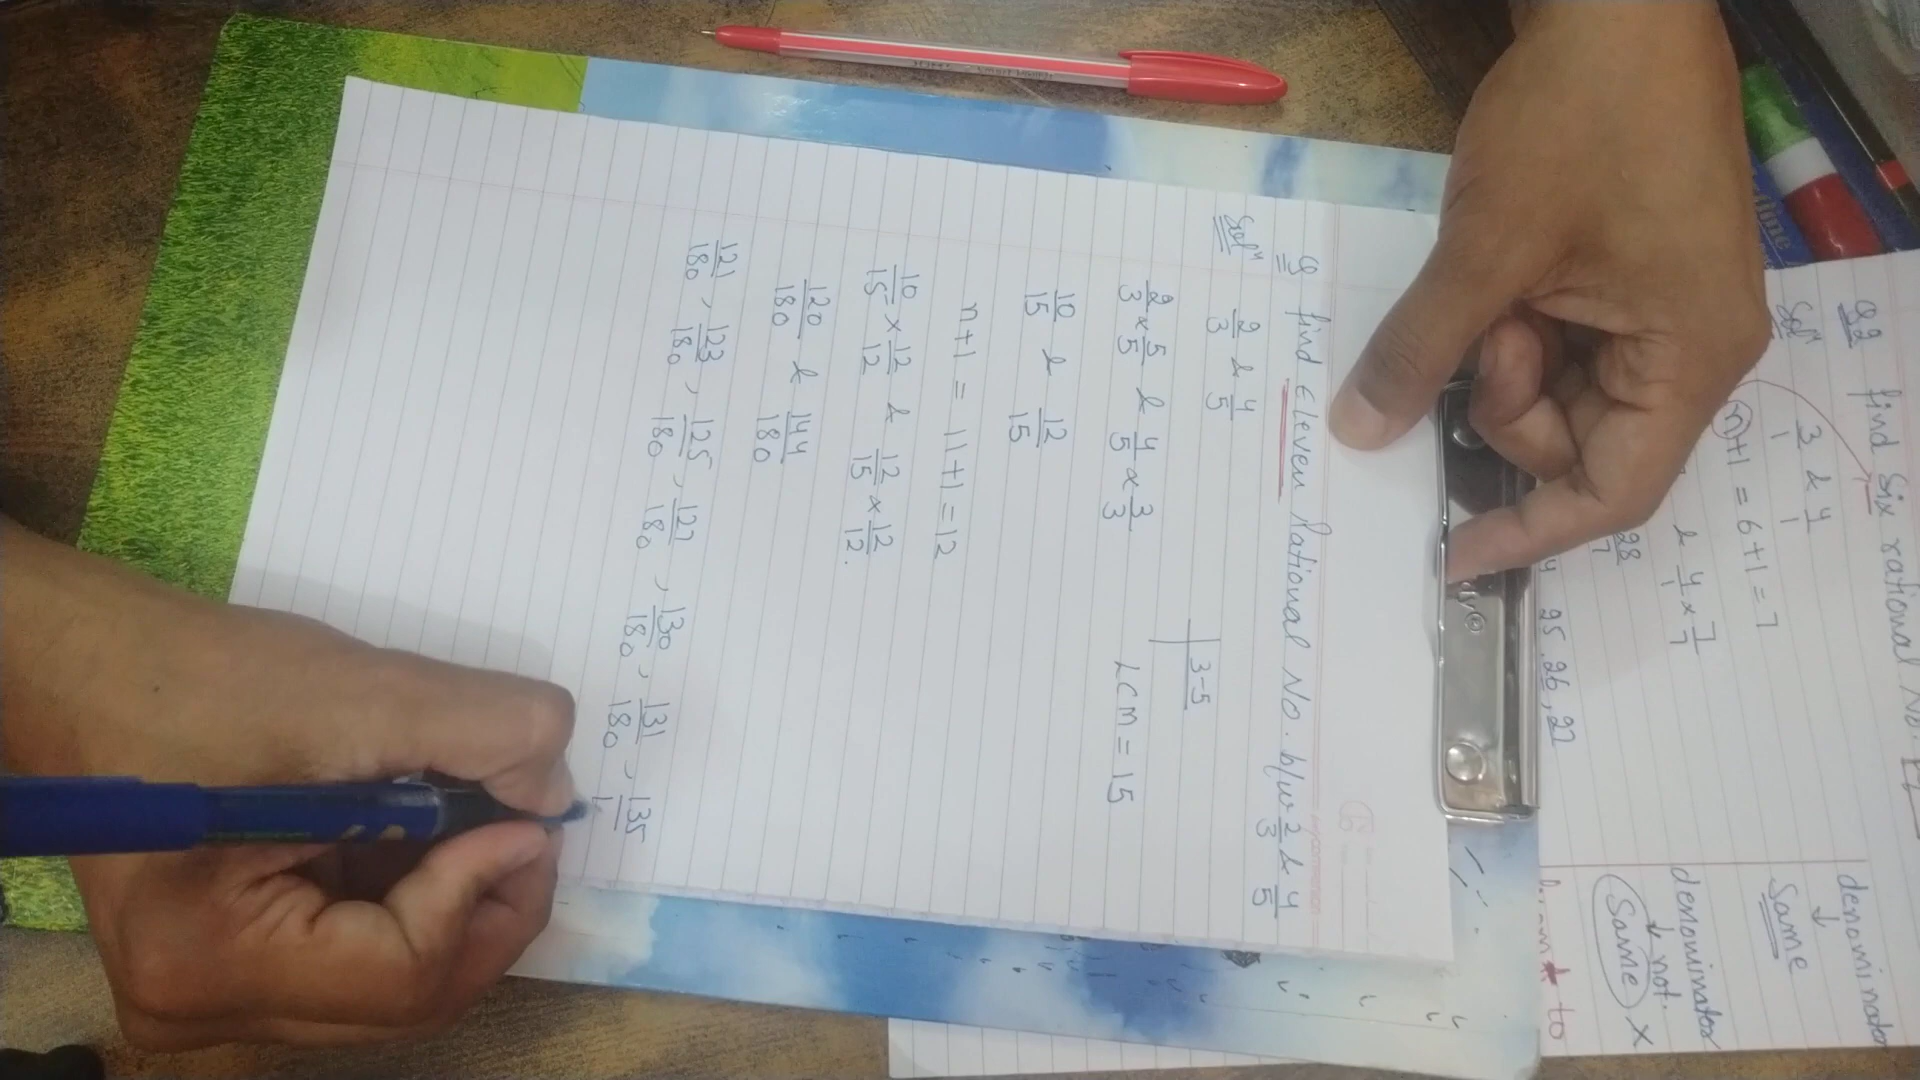 Q Find Eleven Rational No. b/w 2/3 & 4/5
Solⁿ 2/3 & 4/5
3-5
2/3 × 5/5 & 4/5 × 3/3 LCM = 15
10/15 & 12/15
n+1 = 11+1 = 12
10/15 × 12/12 & 12/15 × 12/12.
120/180 & 144/180
121/180, 123/180, 125/180, 127/180, 130/180, 131/180, 135
Q2 find Six rational No.
Solⁿ 3/1 & 4/1
n+1 = 6+1 = 7
& 4/1 × 7/7
28/7
25, 26, 27
denominator
↓
Same
denominator
↓ not.
Same ×
to